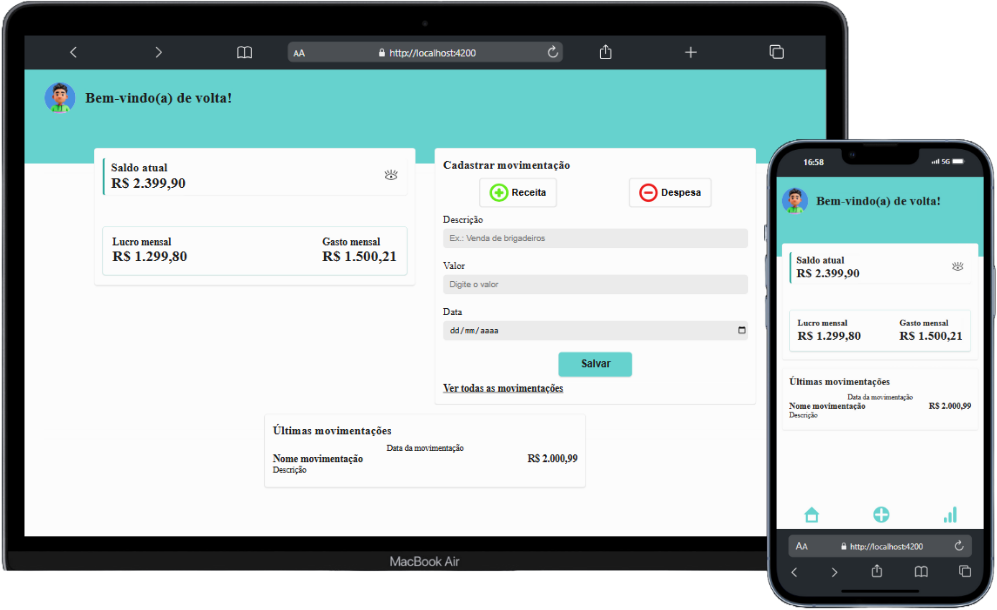 AA
http://localhost:4200
Bem-vindo(a) de volta!
Saldo atual
R$ 2.399,90
Lucro mensal
Gasto mensal
R$ 1.299,80
R$ 1.500,21
Cadastrar movimentação
Receita
Despesa
Descrição
Ex.: Venda de brigadeiros
Valor
Digite o valor
Data
dd/mm/aaaa
Salvar
Ver todas as movimentações
Últimas movimentações
Data da movimentação
Nome movimentação
R$ 2.000,99
Descrição
MacBook Air
16:58
5G
Bem-vindo(a) de volta!
Saldo atual
R$ 2.399,90
Lucro mensal
Gasto mensal
R$ 1.299,80
R$ 1.500,21
Últimas movimentações
Data da movimentação
Nome movimentação
R$ 2.000,99
Descrição
AA
http://localhost:4200